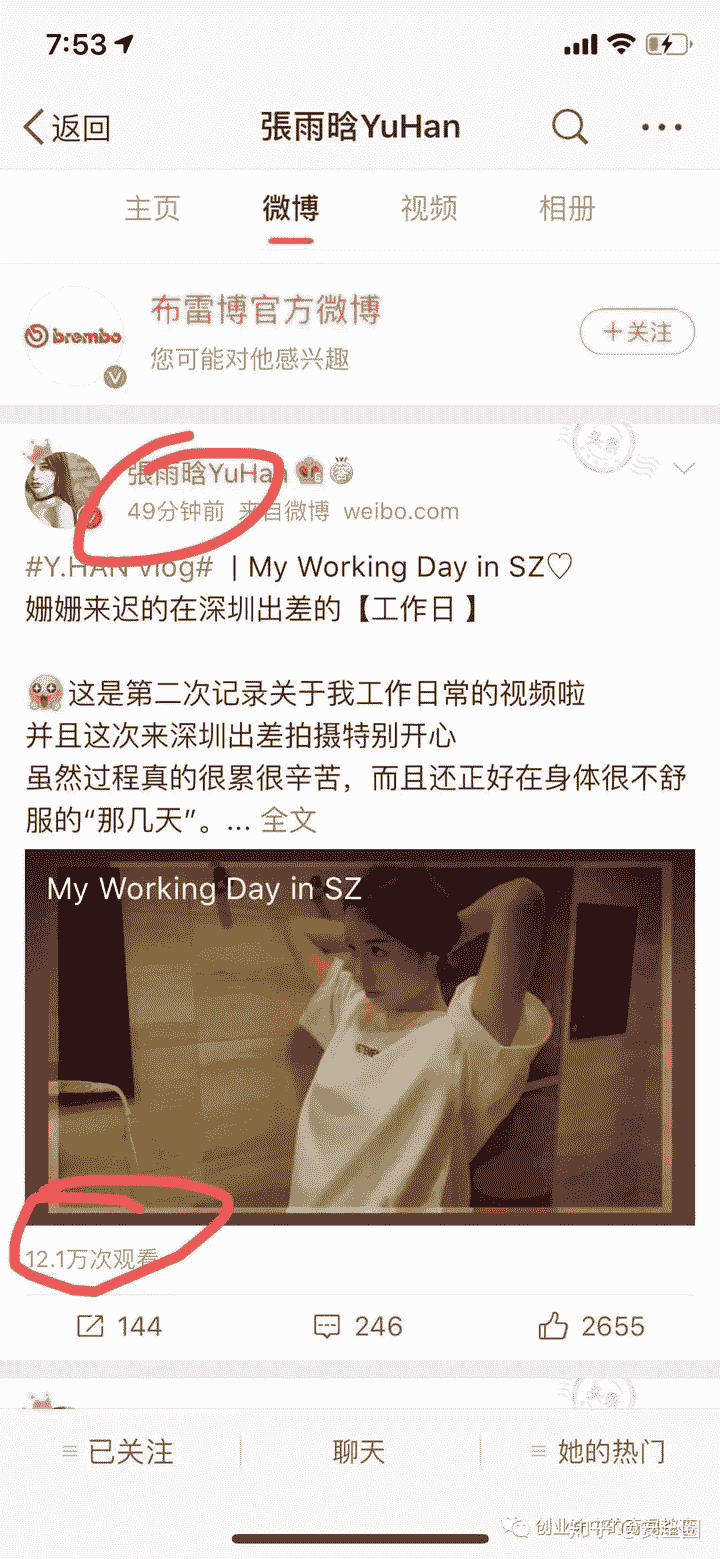 7:53
返回
張雨晗YuHan
主页 微博 视频 相册
布雷博官方微博
brembo
您可能对他感兴趣
+关注
張雨晗YuHan
49分钟前 来自微博 weibo.com
#Y.HAN vlog# | My Working Day in SZ♡
姗姗来迟的在深圳出差的【工作日 】
这是第二次记录关于我工作日常的视频啦
并且这次来深圳出差拍摄特别开心
虽然过程真的很累很辛苦，而且还正好在身体很不舒
服的“那几天”。... 全文
My Working Day in SZ
12.1万次观看
144 246 2655
已关注 聊天 她的热门